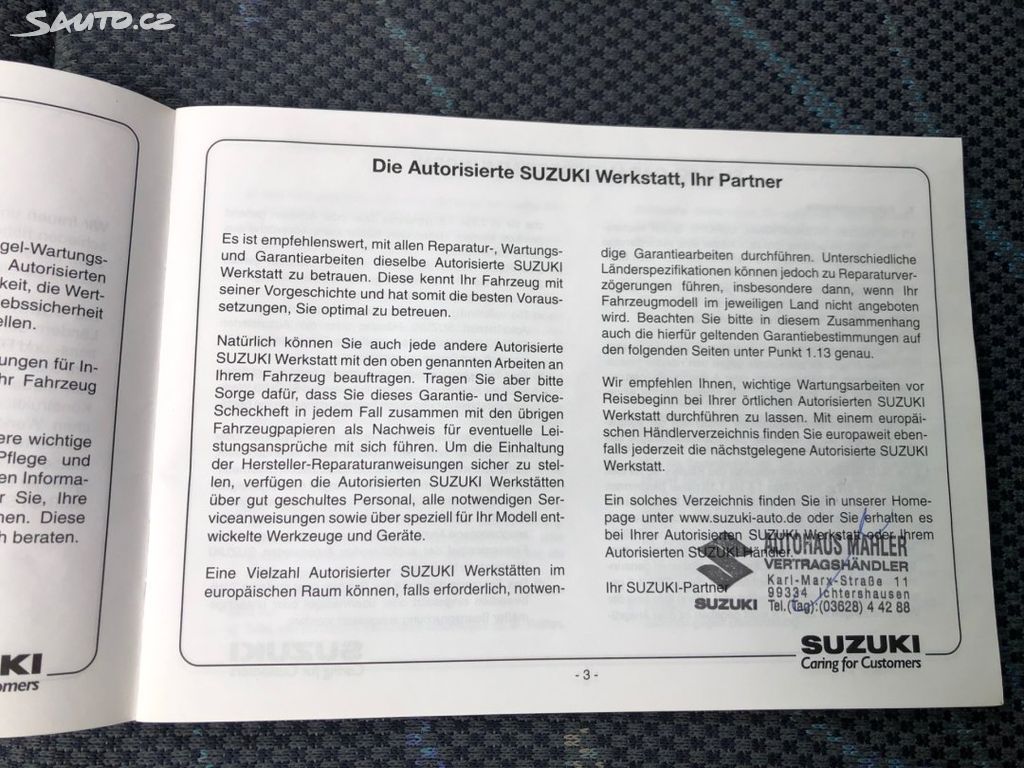 SAUTO.CZ
gel-Wartungs-
Autorisierten
keit, die Wert-
ebssicherheit
ellen.
ungen für In-
hr Fahrzeug
ere wichtige
Pflege und
en Informa-
r Sie, Ihre
nen. Diese
h beraten.
KI
omers
Die Autorisierte SUZUKI Werkstatt, Ihr Partner
Es ist empfehlenswert, mit allen Reparatur-, Wartungs-
und Garantiearbeiten dieselbe Autorisierte SUZUKI
Werkstatt zu betrauen. Diese kennt Ihr Fahrzeug mit
seiner Vorgeschichte und hat somit die besten Voraus-
setzungen, Sie optimal zu betreuen.
Natürlich können Sie auch jede andere Autorisierte
SUZUKI Werkstatt mit den oben genannten Arbeiten an
Ihrem Fahrzeug beauftragen. Tragen Sie aber bitte
Sorge dafür, dass Sie dieses Garantie- und Service-
Scheckheft in jedem Fall zusammen mit den übrigen
Fahrzeugpapieren als Nachweis für eventuelle Lei-
stungsansprüche mit sich führen. Um die Einhaltung
der Hersteller-Reparaturanweisungen sicher zu stel-
len, verfügen die Autorisierten SUZUKI Werkstätten
über gut geschultes Personal, alle notwendigen Ser-
viceanweisungen sowie über speziell für Ihr Modell ent-
wickelte Werkzeuge und Geräte.
Eine Vielzahl Autorisierter SUZUKI Werkstätten im
europäischen Raum können, falls erforderlich, notwen-
dige Garantiearbeiten durchführen. Unterschiedliche
Länderspezifikationen können jedoch zu Reparaturver-
zögerungen führen, insbesondere dann, wenn Ihr
Fahrzeugmodell im jeweiligen Land nicht angeboten
wird. Beachten Sie bitte in diesem Zusammenhang
auch die hierfür geltenden Garantiebestimmungen auf
den folgenden Seiten unter Punkt 1.13 genau.
Wir empfehlen Ihnen, wichtige Wartungsarbeiten vor
Reisebeginn bei Ihrer örtlichen Autorisierten SUZUKI
Werkstatt durchführen zu lassen. Mit einem europäi-
schen Händlerverzeichnis finden Sie europaweit eben-
falls jederzeit die nächstgelegene Autorisierte SUZUKI
Werkstatt.
Ein solches Verzeichnis finden Sie in unserer Home-
page unter www.suzuki-auto.de oder Sie erhalten es
bei Ihrer Autorisierten SUZUKI Werkstatt oder Ihrem
Autorisierten SUZUKI Händler.
Ihr SUZUKI-Partner
AUTOHAUS MAHLER
VERTRAGSHÄNDLER
Karl-Marx-Straße 11
99334 Ichtershausen
Tel.(Tag):(03628) 4 42 88
SUZUKI
SUZUKI
Caring for Customers
- 3 -